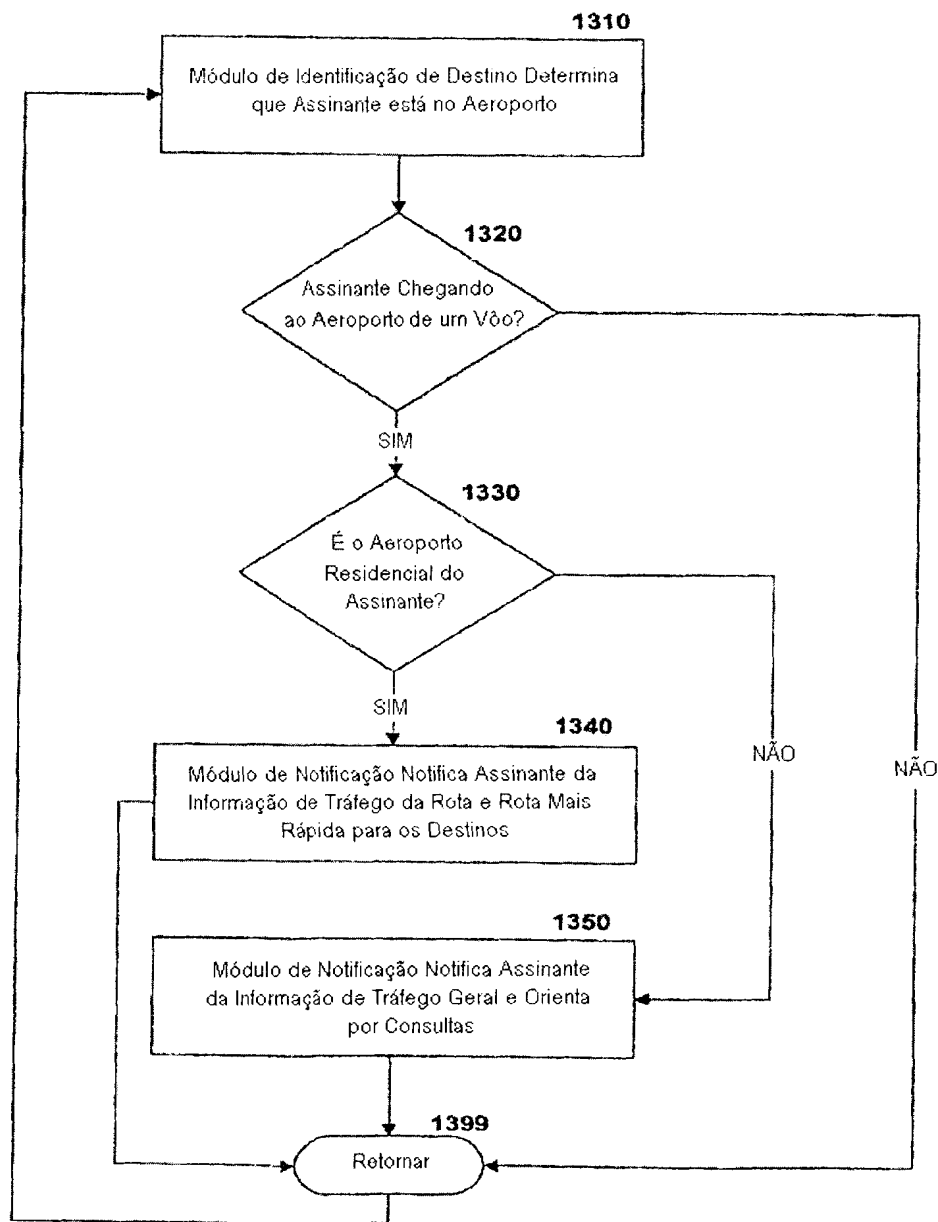 1310
Módulo de Identificação de Destino Determina
que Assinante está no Aeroporto
1320
Assinante Chegando
ao Aeroporto de um Vôo?
SIM
1330
É o Aeroporto
Residencial do
Assinante?
SIM
1340
NÃO
NÃO
Módulo de Notificação Notifica Assinante da
Informação de Tráfego da Rota e Rota Mais
Rápida para os Destinos
1350
Módulo de Notificação Notifica Assinante
da Informação de Tráfego Geral e Orienta
por Consultas
1399
Retornar